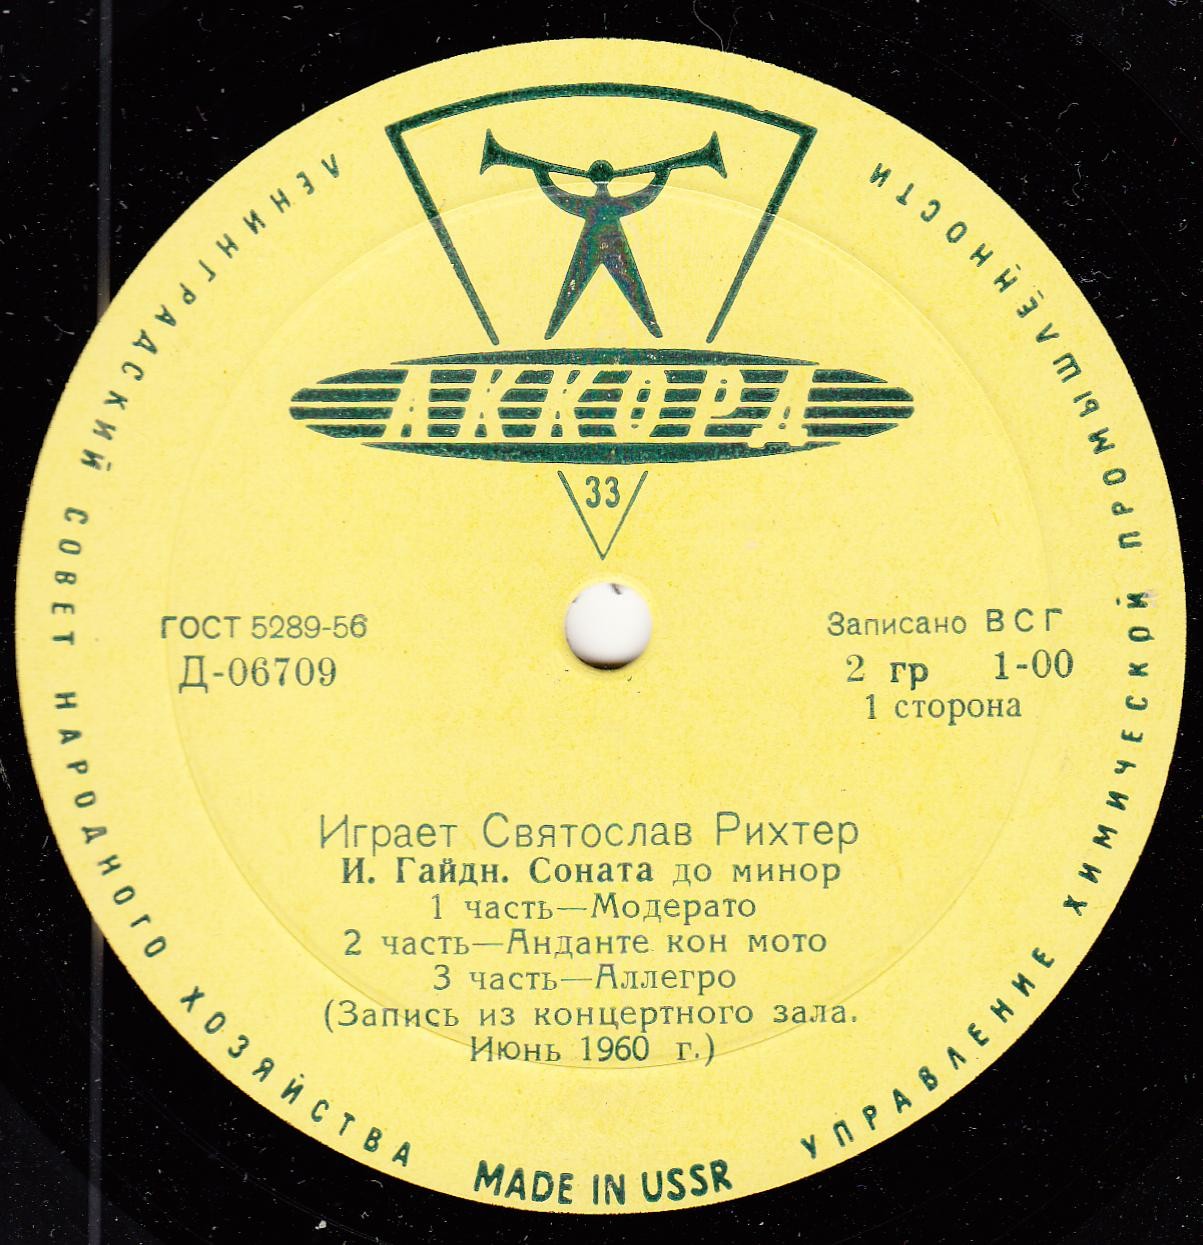 ЛЕНИНГРАДСКИЙ СОВЕТ НАРОДНОГО ХОЗЯЙСТВА
УПРАВЛЕНИЕ ХИМИЧЕСКОЙ ПРОМЫШЛЕННОСТИ
АККОРД
33
ГОСТ 5289-56
Д-06709
Записано ВСГ
2 гр 1-00
1 сторона
Играет Святослав Рихтер
И. Гайдн. Соната до минор
1 часть—Модерато
2 часть—Анданте кон мото
3 часть—Аллегро
(Запись из концертного зала.
Июнь 1960 г.)
MADE IN USSR